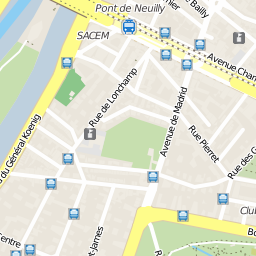 Pont de Neuilly
Bailly
SACEM
Avenue Char
Rue de Longchamp
Avenue de Madrid
Rue Pierret
Rue des G
du Général Koenig
Club
Bo
Centre
t-James